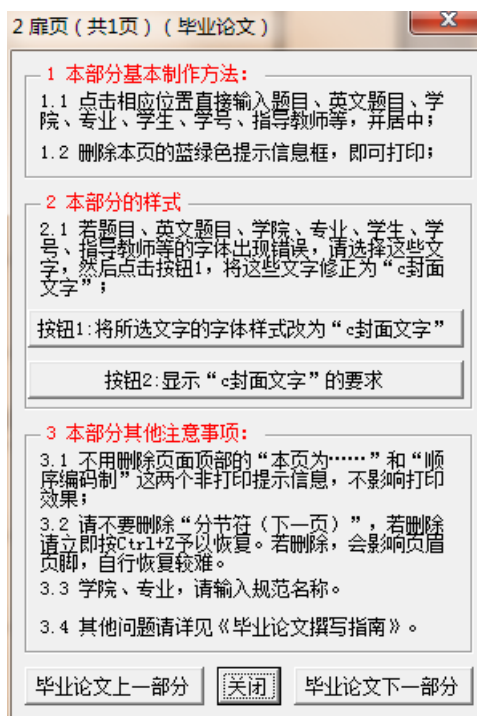 2 扉页（共1页）（毕业论文）
1 本部分基本制作方法：
1.1 点击相应位置直接输入题目、英文题目、学
院、专业、学生、学号、指导教师等，并居中；
1.2 删除本页的蓝绿色提示信息框，即可打印；
2 本部分的样式
2.1 若题目、英文题目、学院、专业、学生、学
号、指导教师等的字体出现错误，请选择这些文
字，然后点击按钮1，将这些文字修正为“c封面
文字”；
按钮1:将所选文字的字体样式改为“c封面文字”
按钮2:显示“c封面文字”的要求
3 本部分其他注意事项：
3.1 不用删除页面顶部的“本页为……”和“顺
序编码制”这两个非打印提示信息，不影响打印
效果；
3.2 请不要删除“分节符（下一页）”，若删除
请立即按Ctrl+Z予以恢复。若删除，会影响页眉
页脚，自行恢复较难。
3.3 学院、专业，请输入规范名称。
3.4 其他问题请详见《毕业论文撰写指南》。
毕业论文上一部分 关闭 毕业论文下一部分